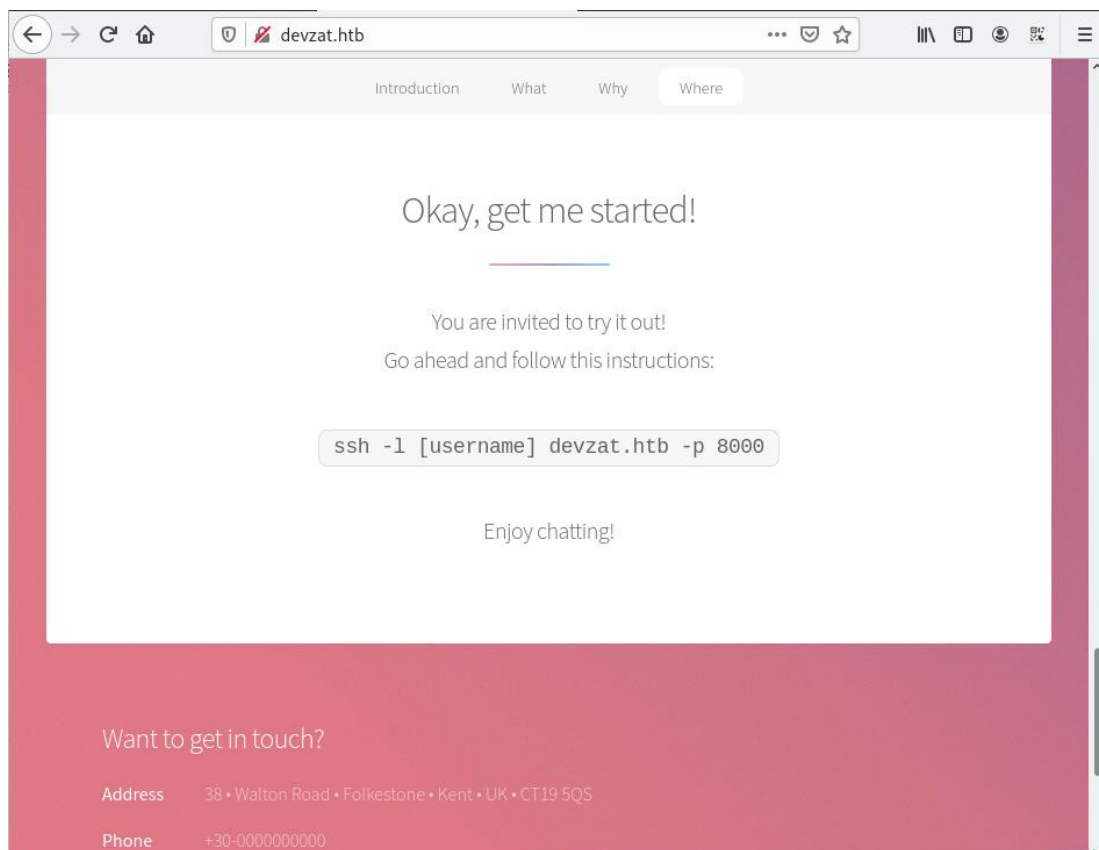 devzat.htb
Introduction What Why Where
Okay, get me started!
You are invited to try it out!
Go ahead and follow this instructions:
ssh -l [username] devzat.htb -p 8000
Enjoy chatting!
Want to get in touch?
Address 38 • Walton Road • Folkestone • Kent • UK • CT19 5QS
Phone +30-0000000000